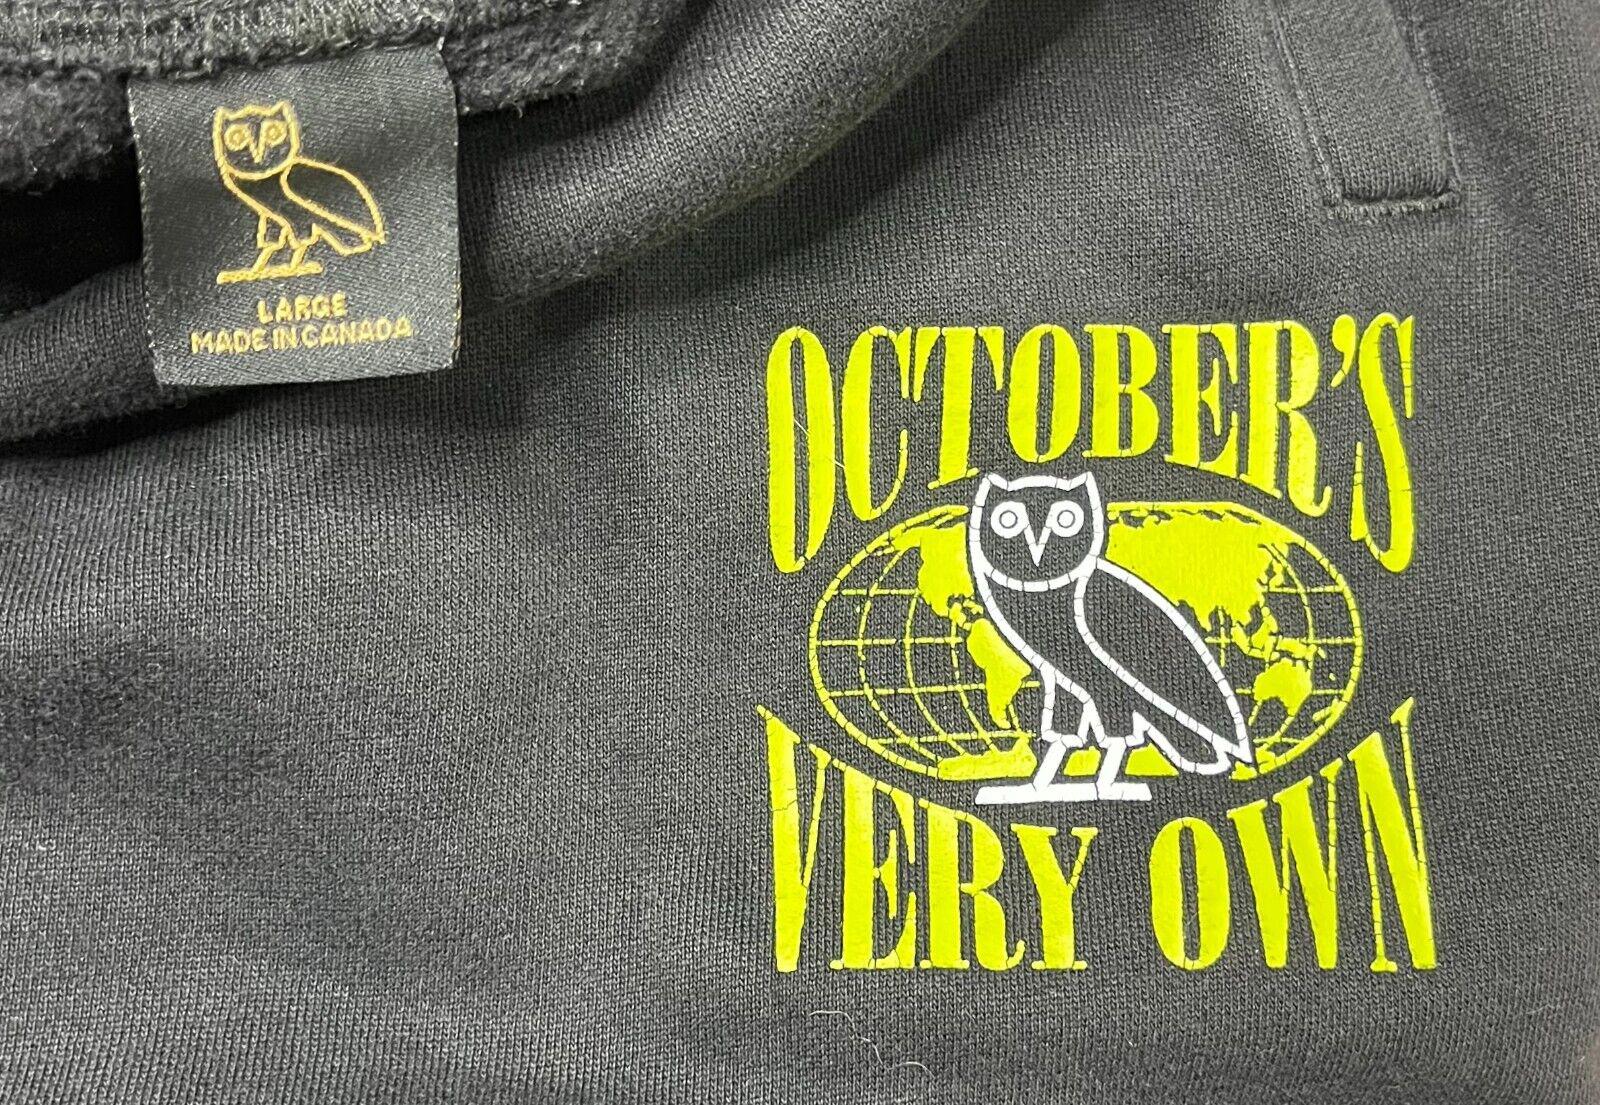 LARGE
MADE IN CANADA
OCTOBER'S
VERY OWN